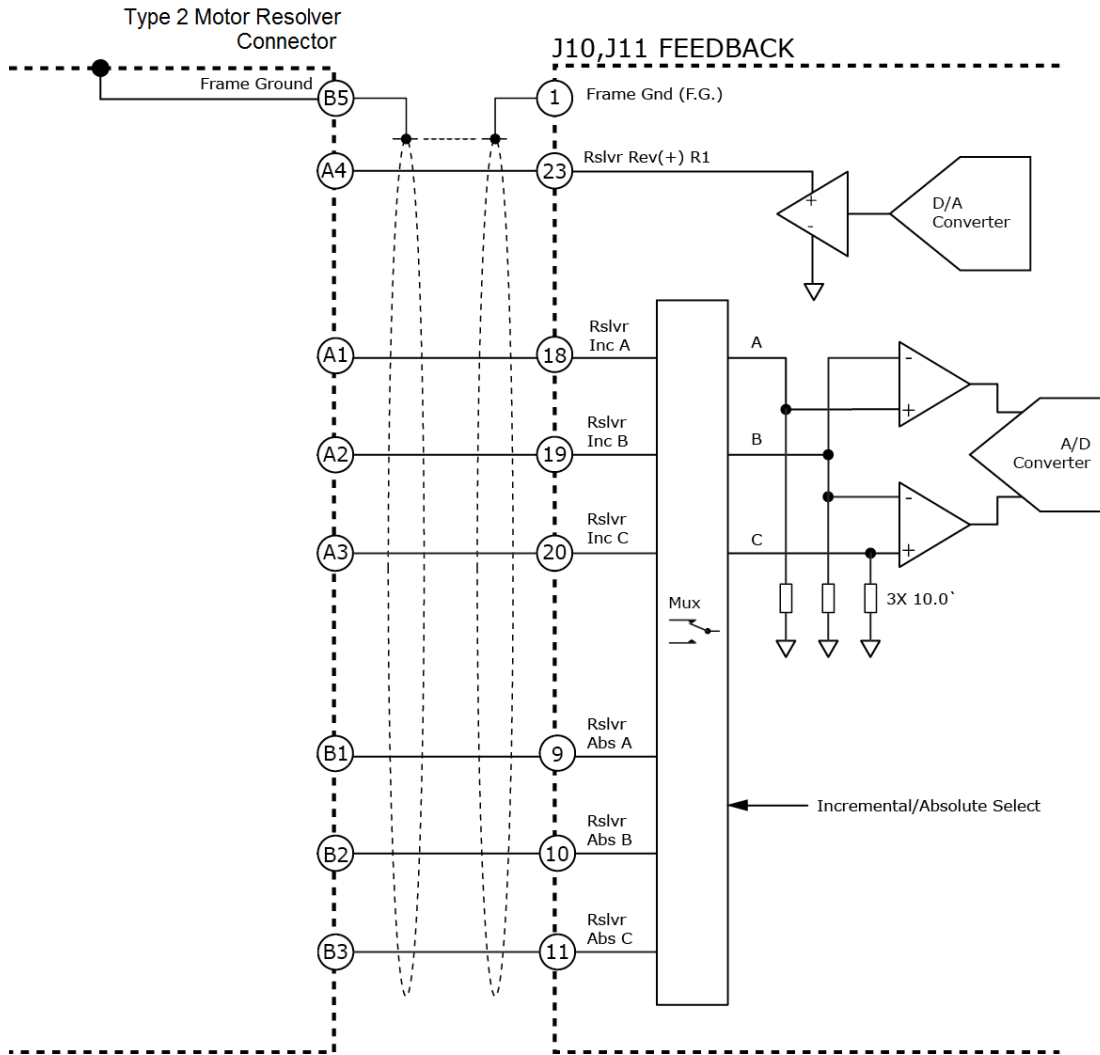 Type 2 Motor Resolver
Connector
J10,J11 FEEDBACK
Frame Ground
B5
1
Frame Gnd (F.G.)
A4
23
Rslvr Rev(+) R1
+
-
D/A
Converter
A1
18
Rslvr
Inc A
A
-
+
A2
19
Rslvr
Inc B
B
A/D
Converter
A3
20
Rslvr
Inc C
C
-
+
Mux
3X 10.0`
B1
9
Rslvr
Abs A
Incremental/Absolute Select
B2
10
Rslvr
Abs B
B3
11
Rslvr
Abs C